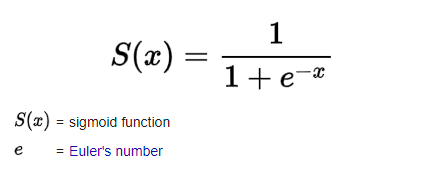 S(x) = 1 / (1 + e^{-x})
S(x) = sigmoid function
e = Euler's number